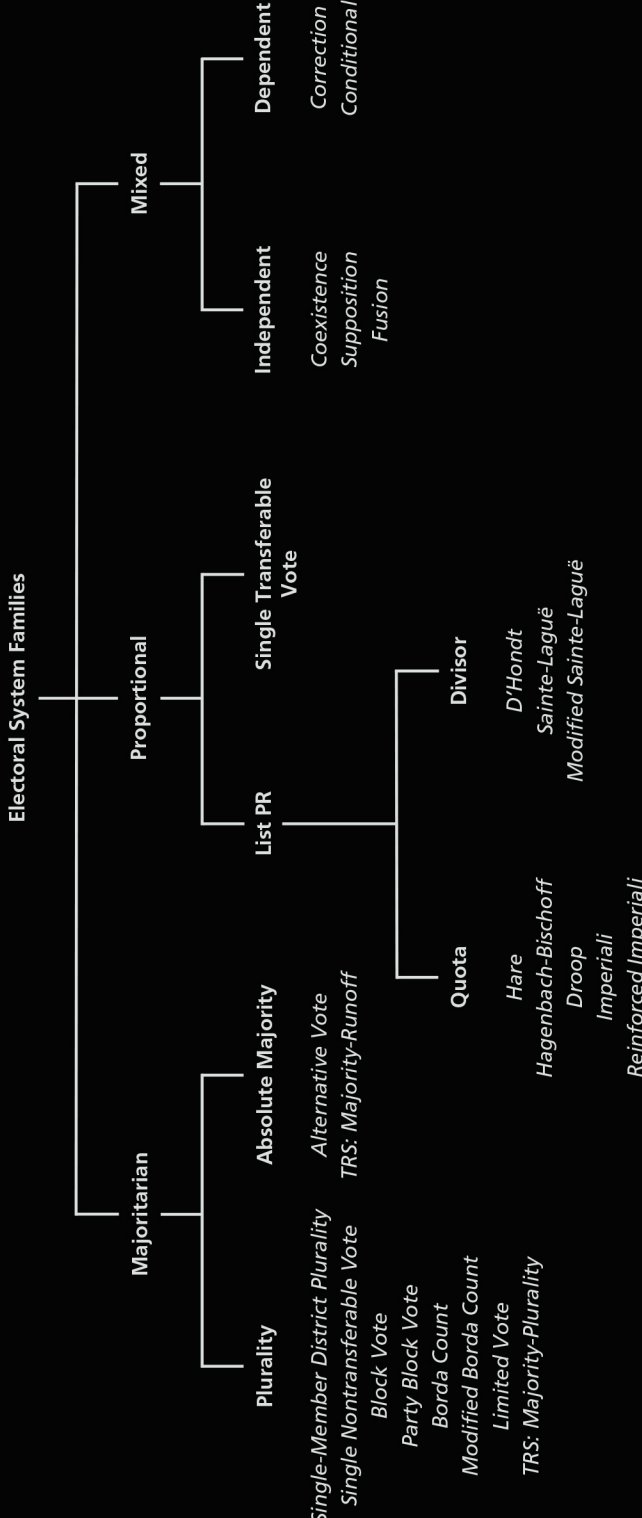 Electoral System Families
Majoritarian
Proportional
Mixed
Plurality
Absolute Majority
List PR
Single Transferable
Vote
Independent
Dependent
Single-Member District Plurality
Single Nontransferable Vote
Block Vote
Party Block Vote
Borda Count
Modified Borda Count
Limited Vote
TRS: Majority-Plurality
Alternative Vote
TRS: Majority-Runoff
Coexistence
Supposition
Fusion
Correction
Conditional
Quota
Divisor
Hare
Hagenbach-Bischoff
Droop
Imperiali
Reinforced Imperiali
D’Hondt
Sainte-Laguë
Modified Sainte-Laguë